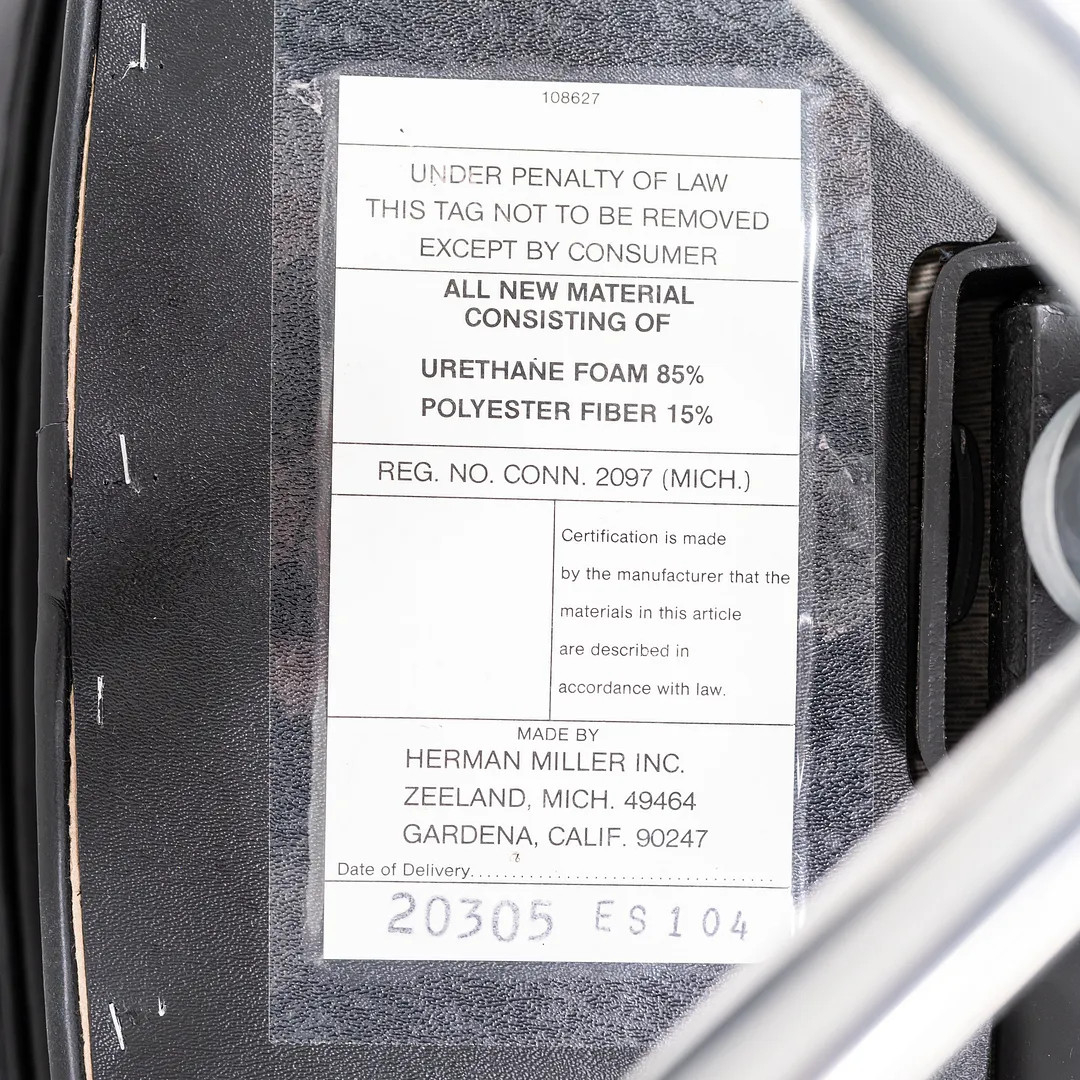 108627
UNDER PENALTY OF LAW
THIS TAG NOT TO BE REMOVED
EXCEPT BY CONSUMER
ALL NEW MATERIAL
CONSISTING OF
URETHANE FOAM 85%
POLYESTER FIBER 15%
REG. NO. CONN. 2097 (MICH.)
Certification is made
by the manufacturer that the
materials in this article
are described in
accordance with law.
MADE BY
HERMAN MILLER INC.
ZEELAND, MICH. 49464
GARDENA, CALIF. 90247
Date of Delivery..............................
20305 ES104